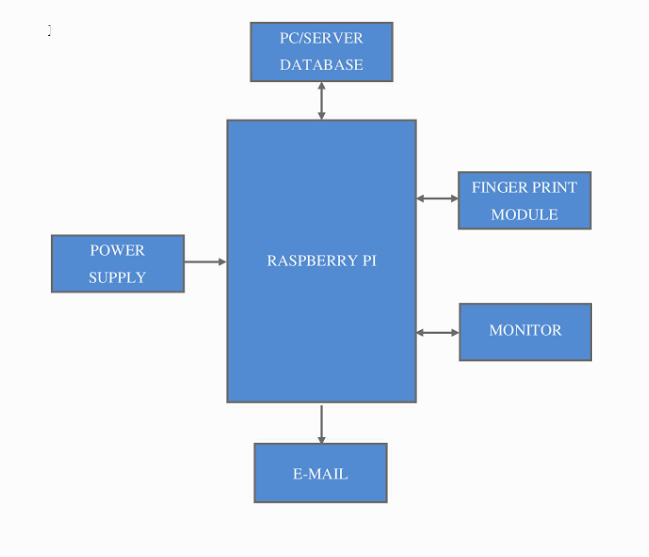 PC/SERVER
DATABASE
FINGER PRINT
MODULE
POWER
SUPPLY
RASPBERRY PI
MONITOR
E-MAIL